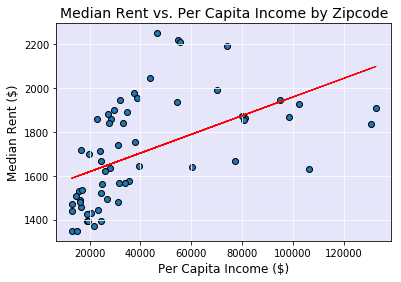 Median Rent vs. Per Capita Income by Zipcode
Median Rent ($)
2200
2000
1800
1600
1400
20000 40000 60000 80000 100000 120000
Per Capita Income ($)